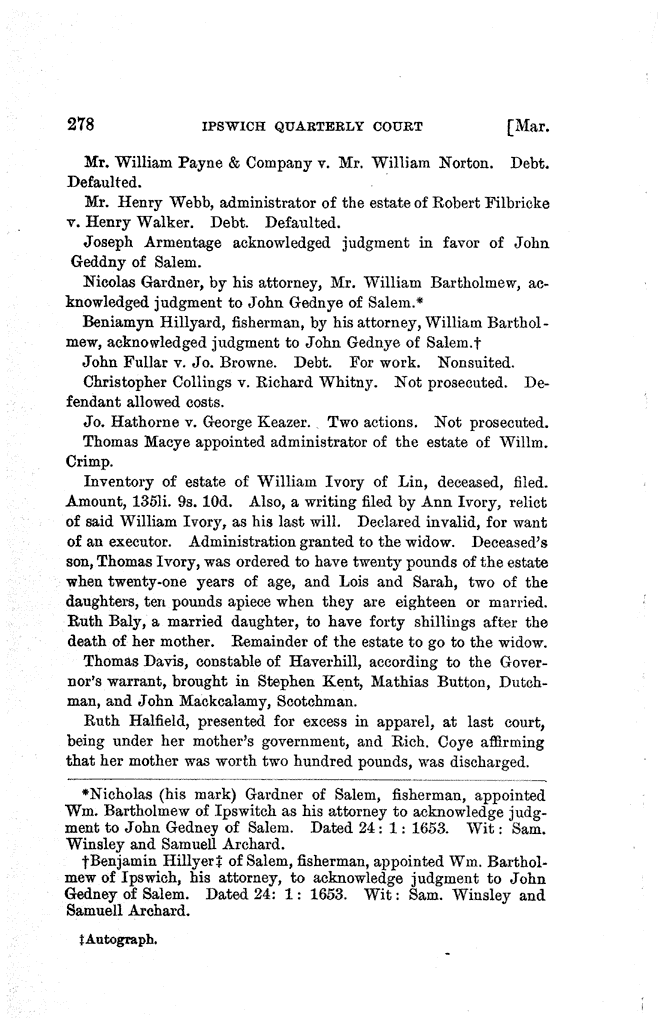 278 IPSWICH QUARTERLY COURT [Mar.
Mr. William Payne & Company v. Mr. William Norton. Debt.
Defaulted.
Mr. Henry Webb, administrator of the estate of Robert Filbricke
v. Henry Walker. Debt. Defaulted.
Joseph Armentage acknowledged judgment in favor of John
Geddny of Salem.
Nicolas Gardner, by his attorney, Mr. William Bartholmew, ac-
knowledged judgment to John Gednye of Salem.*
Beniamyn Hillyard, fisherman, by his attorney, William Barthol-
mew, acknowledged judgment to John Gednye of Salem.†
John Fullar v. Jo. Browne. Debt. For work. Nonsuited.
Christopher Collings v. Richard Whitny. Not prosecuted. De-
fendant allowed costs.
Jo. Hathorne v. George Keazer. Two actions. Not prosecuted.
Thomas Macye appointed administrator of the estate of Willm.
Crimp.
Inventory of estate of William Ivory of Lin, deceased, filed.
Amount, 135li. 9s. 10d. Also, a writing filed by Ann Ivory, relict
of said William Ivory, as his last will. Declared invalid, for want
of an executor. Administration granted to the widow. Deceased's
son, Thomas Ivory, was ordered to have twenty pounds of the estate
when twenty-one years of age, and Lois and Sarah, two of the
daughters, ten pounds apiece when they are eighteen or married.
Ruth Baly, a married daughter, to have forty shillings after the
death of her mother. Remainder of the estate to go to the widow.
Thomas Davis, constable of Haverhill, according to the Gover-
nor's warrant, brought in Stephen Kent, Mathias Button, Dutch-
man, and John Mackcalamy, Scotchman.
Ruth Halfield, presented for excess in apparel, at last court,
being under her mother's government, and Rich. Coye affirming
that her mother was worth two hundred pounds, was discharged.
*Nicholas (his mark) Gardner of Salem, fisherman, appointed
Wm. Bartholmew of Ipswitch as his attorney to acknowledge judg-
ment to John Gedney of Salem. Dated 24: 1: 1653. Wit: Sam.
Winsley and Samuell Archard.
†Benjamin Hillyer‡ of Salem, fisherman, appointed Wm. Barthol-
mew of Ipswich, his attorney, to acknowledge judgment to John
Gedney of Salem. Dated 24: 1: 1653. Wit: Sam. Winsley and
Samuell Archard.
‡Autograph.